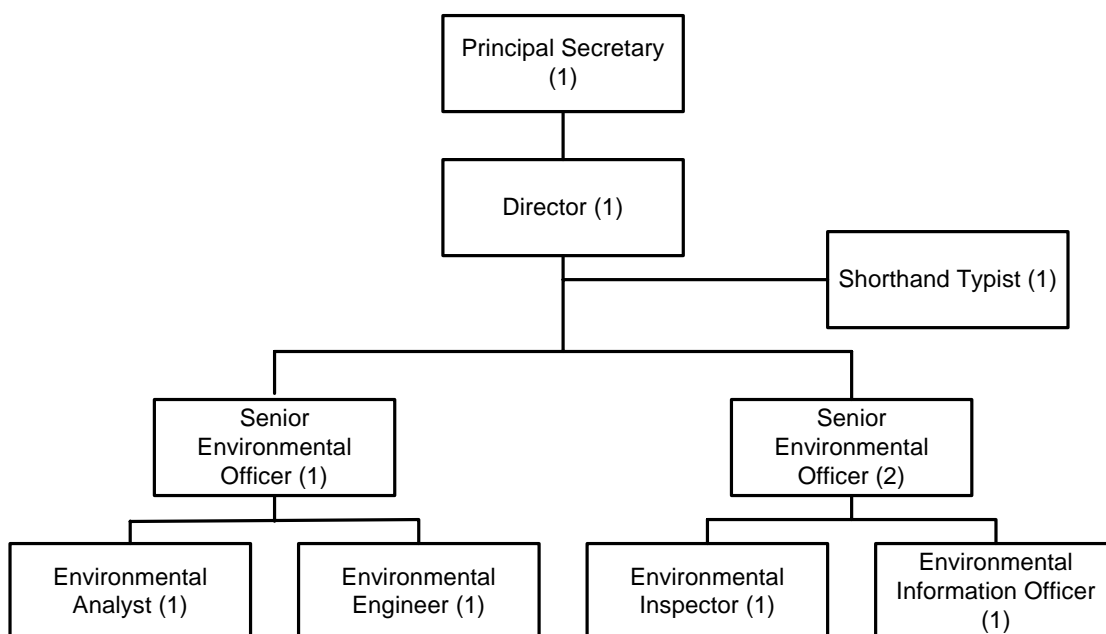 Principal Secretary
(1)
Director (1)
Shorthand Typist (1)
Senior
Environmental
Officer (1)
Senior
Environmental
Officer (2)
Environmental
Analyst (1)
Environmental
Engineer (1)
Environmental
Inspector (1)
Environmental
Information Officer
(1)